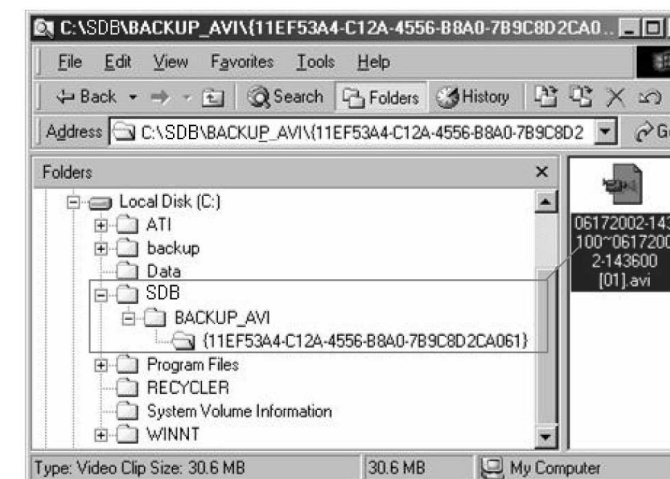 C:\SDB\BACKUP_AVI\{11EF53A4-C12A-4556-B8A0-7B9C8D2CA0...
File Edit View Favorites Tools Help
Back Search Folders History
Address C:\SDB\BACKUP_AVI\{11EF53A4-C12A-4556-B8A0-7B9C8D2 G
Folders
Local Disk (C:)
ATI
backup
Data
SDB
BACKUP_AVI
{11EF53A4-C12A-4556-B8A0-7B9C8D2CA061}
Program Files
RECYCLER
System Volume Information
WINNT
06172002-143
100~0617200
2-143600
[01].avi
Type: Video Clip Size: 30.6 MB 30.6 MB My Computer